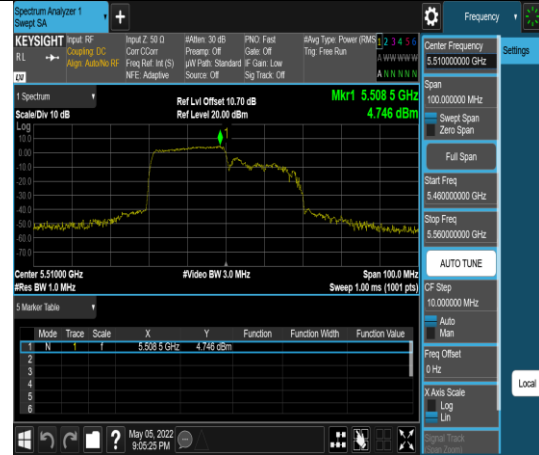 Spectrum Analyzer 1
Swept SA
+
Frequency
KEYSIGHT
RL
Input: RF
Coupling: DC
Align: Auto/No RF
Input Z: 50 Ω
Corr CCorr
Freq Ref: Int (S)
NFE: Adaptive
#Atten: 30 dB
Preamp: Off
µW Path: Standard
Source: Off
PNO: Fast
Gate: Off
IF Gain: Low
Sig Track: Off
#Avg Type: Power (RMS
Trig: Free Run
1 2 3 4 5 6
A W W W W W
A N N N N N
LXI
1 Spectrum
Scale/Div 10 dB
Ref Lvl Offset 10.70 dB
Ref Level 20.00 dBm
Mkr1 5.508 5 GHz
4.746 dBm
Log
10.0
0.00
-10.0
-20.0
-30.0
-40.0
-50.0
-60.0
-70.0
1
Center 5.51000 GHz
#Res BW 1.0 MHz
#Video BW 3.0 MHz
Span 100.0 MHz
Sweep 1.00 ms (1001 pts)
5 Marker Table
Mode Trace Scale X Y Function Function Width Function Value
1 N 1 f 5.508 5 GHz 4.746 dBm
2
3
4
5
6
May 05, 2022
9:05:25 PM
?
Center Frequency
5.510000000 GHz
Span
100.000000 MHz
Swept Span
Zero Span
Full Span
Start Freq
5.460000000 GHz
Stop Freq
5.560000000 GHz
AUTO TUNE
CF Step
10.000000 MHz
Auto
Man
Freq Offset
0 Hz
X Axis Scale
Log
Lin
Signal Track
(Span Zoom)
Settings
Local